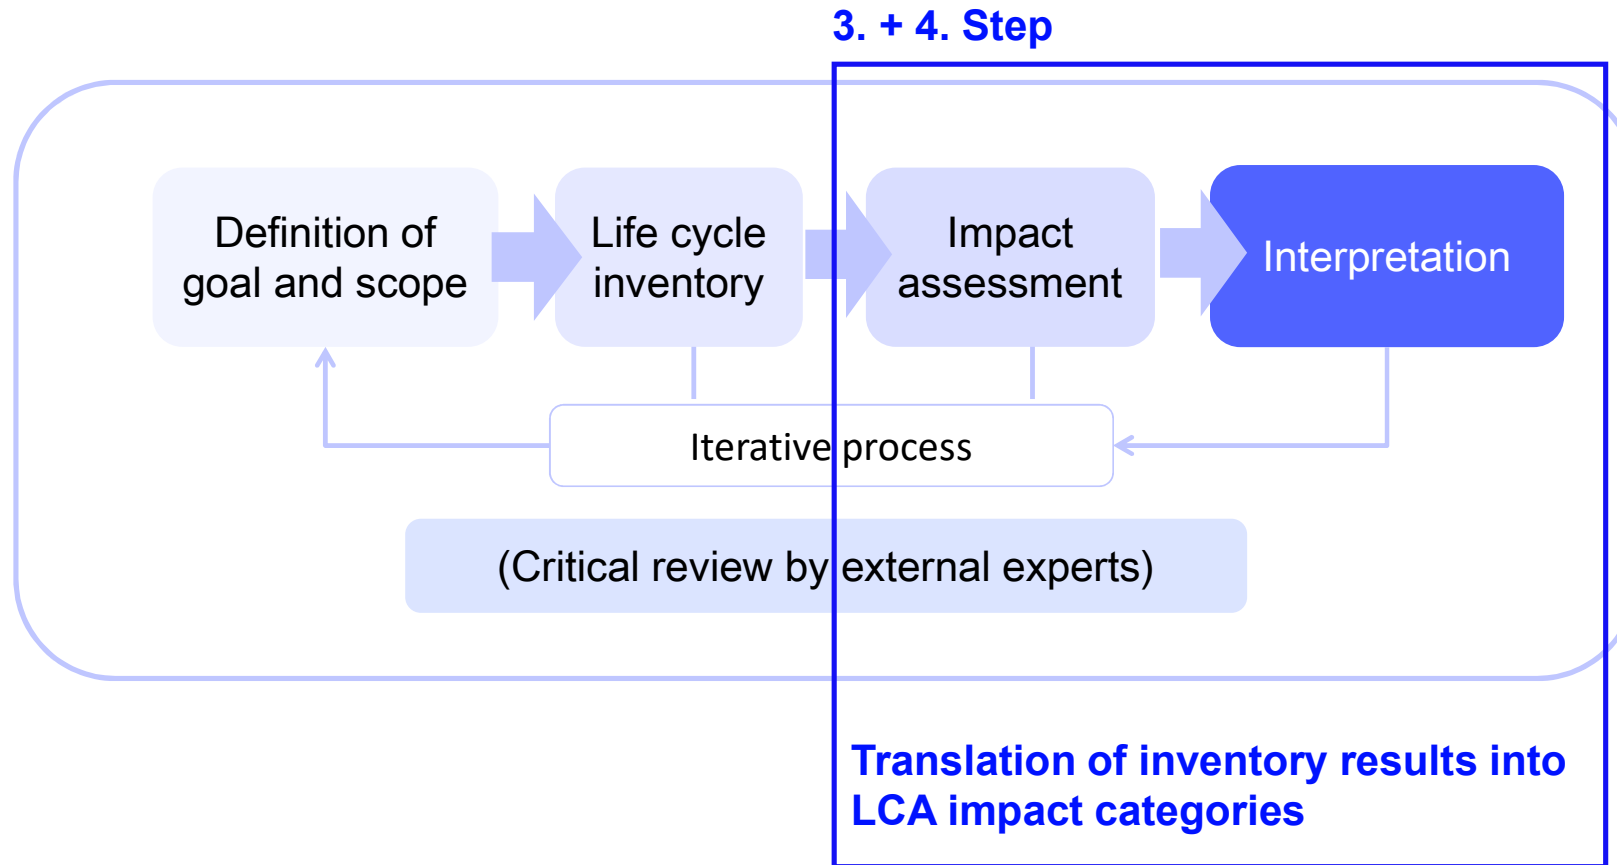 3. + 4. Step
Definition of
goal and scope
Life cycle
inventory
Impact
assessment
Interpretation
Iterative process
(Critical review by external experts)
Translation of inventory results into
LCA impact categories